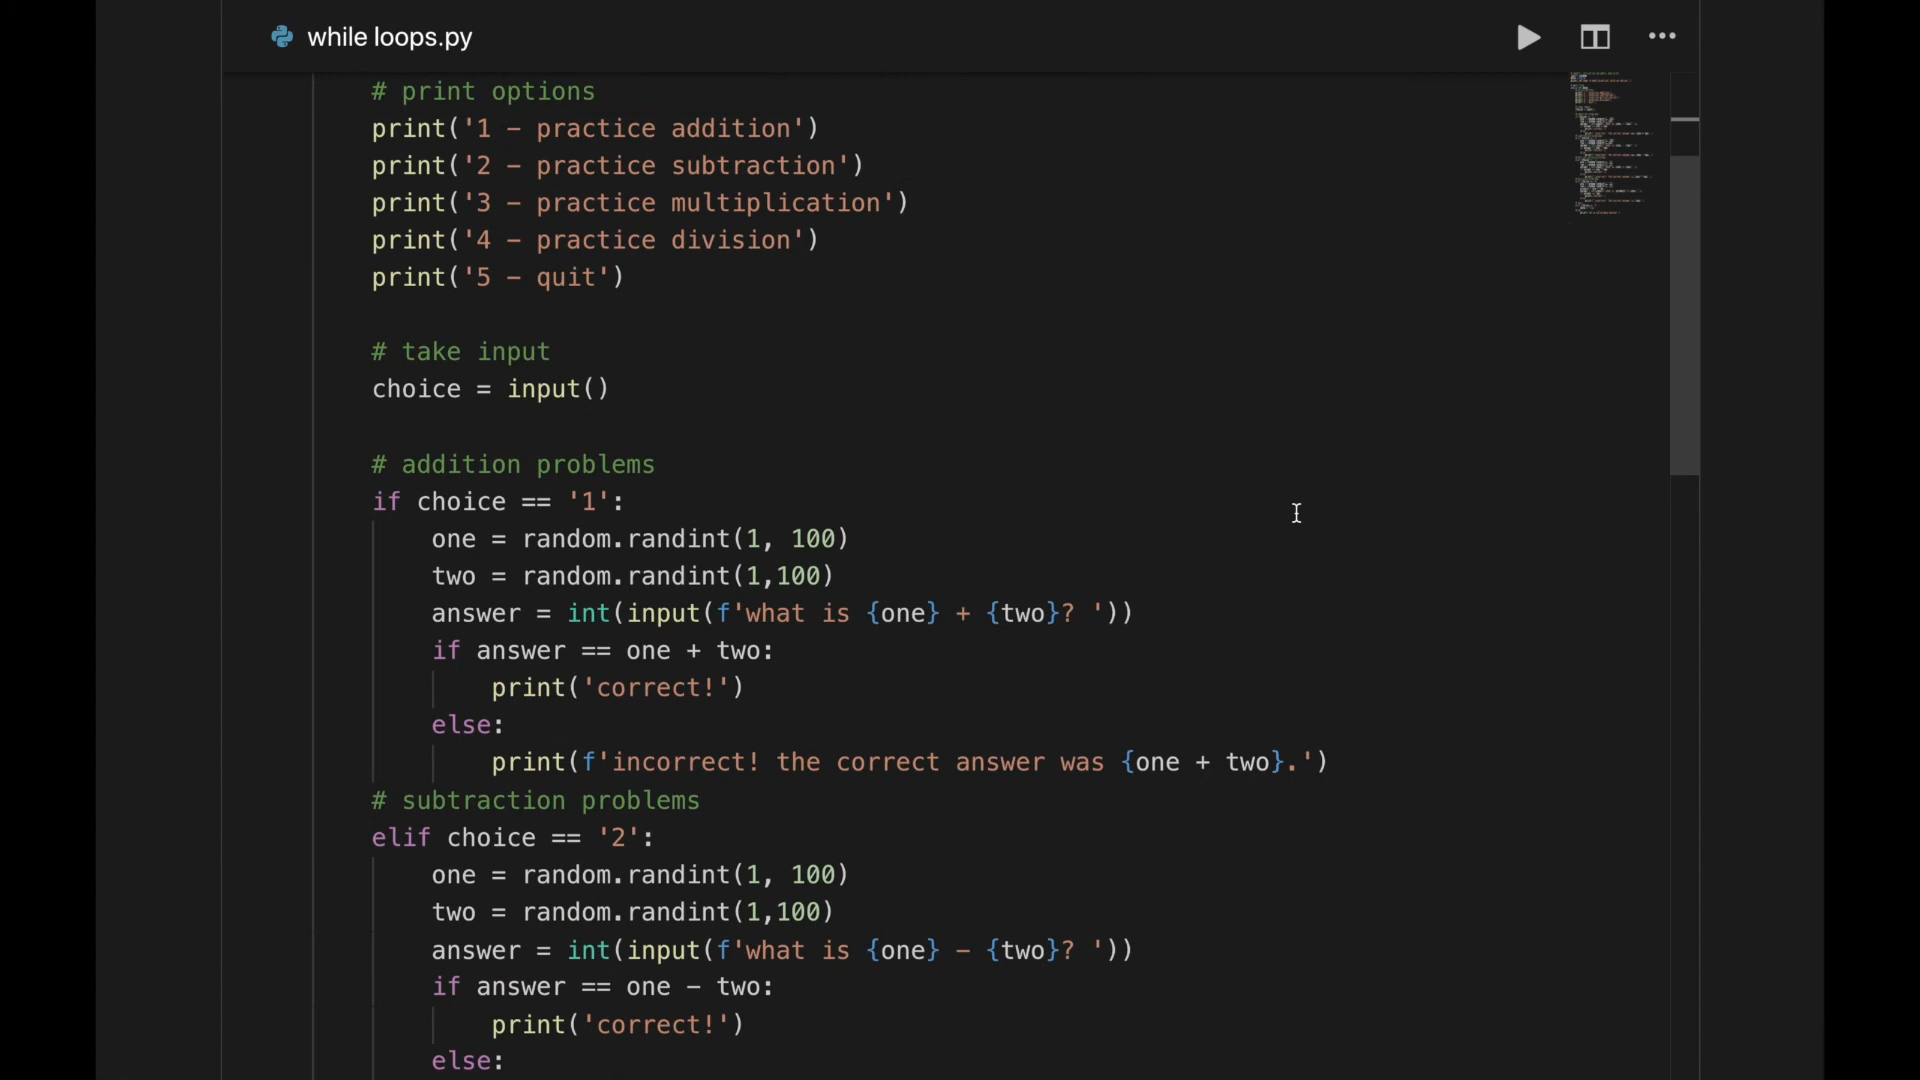 while loops.py
# print options
print('1 - practice addition')
print('2 - practice subtraction')
print('3 - practice multiplication')
print('4 - practice division')
print('5 - quit')
# take input
choice = input()
# addition problems
if choice == '1':
one = random.randint(1, 100)
two = random.randint(1,100)
answer = int(input(f'what is {one} + {two}? '))
if answer == one + two:
print('correct!')
else:
print(f'incorrect! the correct answer was {one + two}.')
# subtraction problems
elif choice == '2':
one = random.randint(1, 100)
two = random.randint(1,100)
answer = int(input(f'what is {one} - {two}? '))
if answer == one - two:
print('correct!')
else: